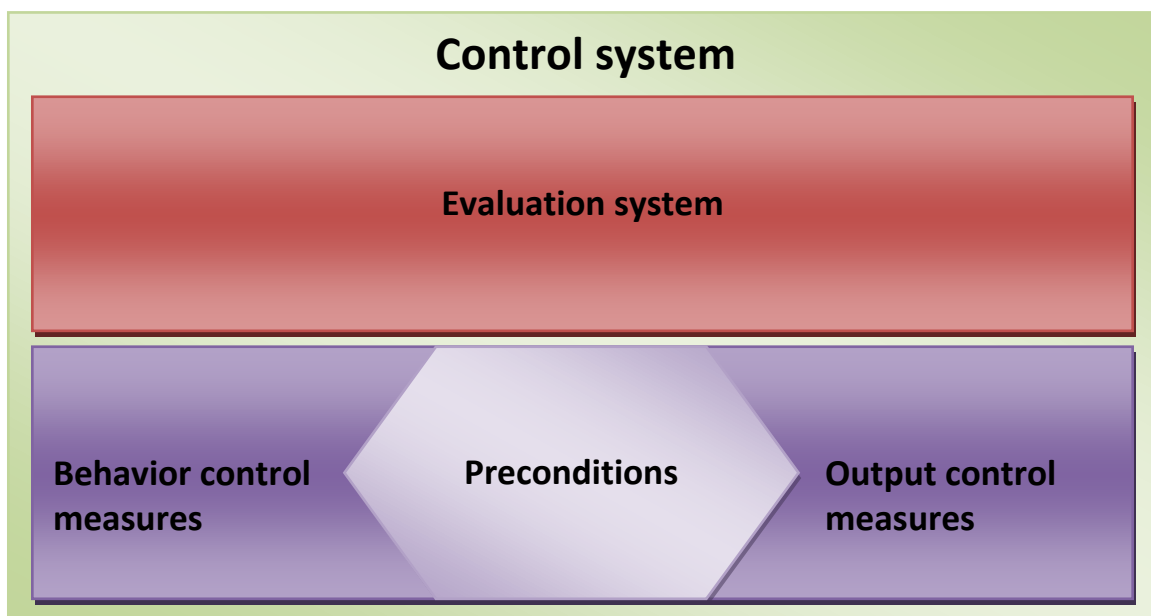 Control system
Evaluation system
Behavior control
measures
Preconditions
Output control
measures